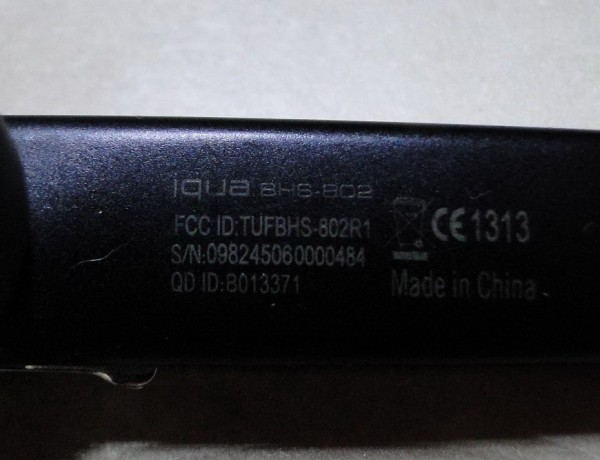 iqua BHS-802
FCC ID:TUFBHS-802R1
S/N:098245060000484
QD ID:B013371
CE1313
Made in China